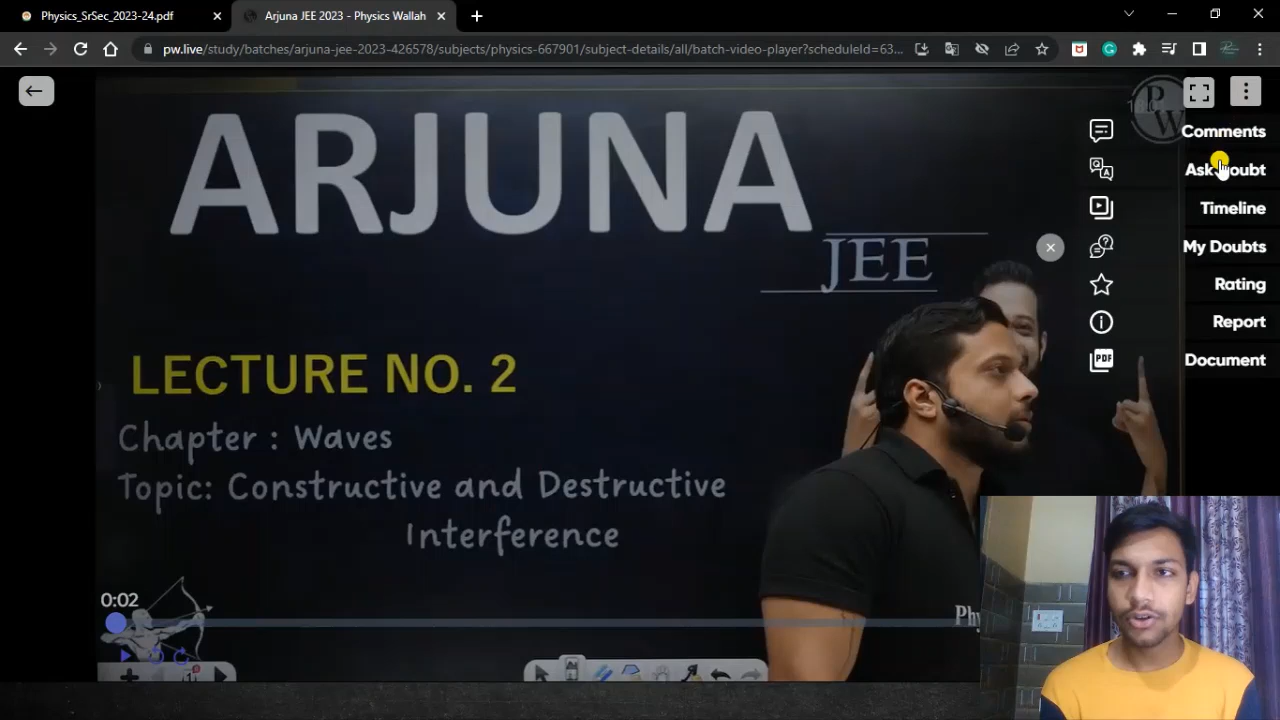 Physics_SrSec_2023-24.pdf
Arjuna JEE 2023 - Physics Wallah
pw.live/study/batches/arjuna-jee-2023-426578/subjects/physics-667901/subject-details/all/batch-video-player?scheduleId=63...
PW
ARJUNA
JEE
Comments
Ask Doubt
Timeline
My Doubts
Rating
Report
Document
PDF
LECTURE NO. 2
Chapter : Waves
Topic: Constructive and Destructive
Interference
0:02